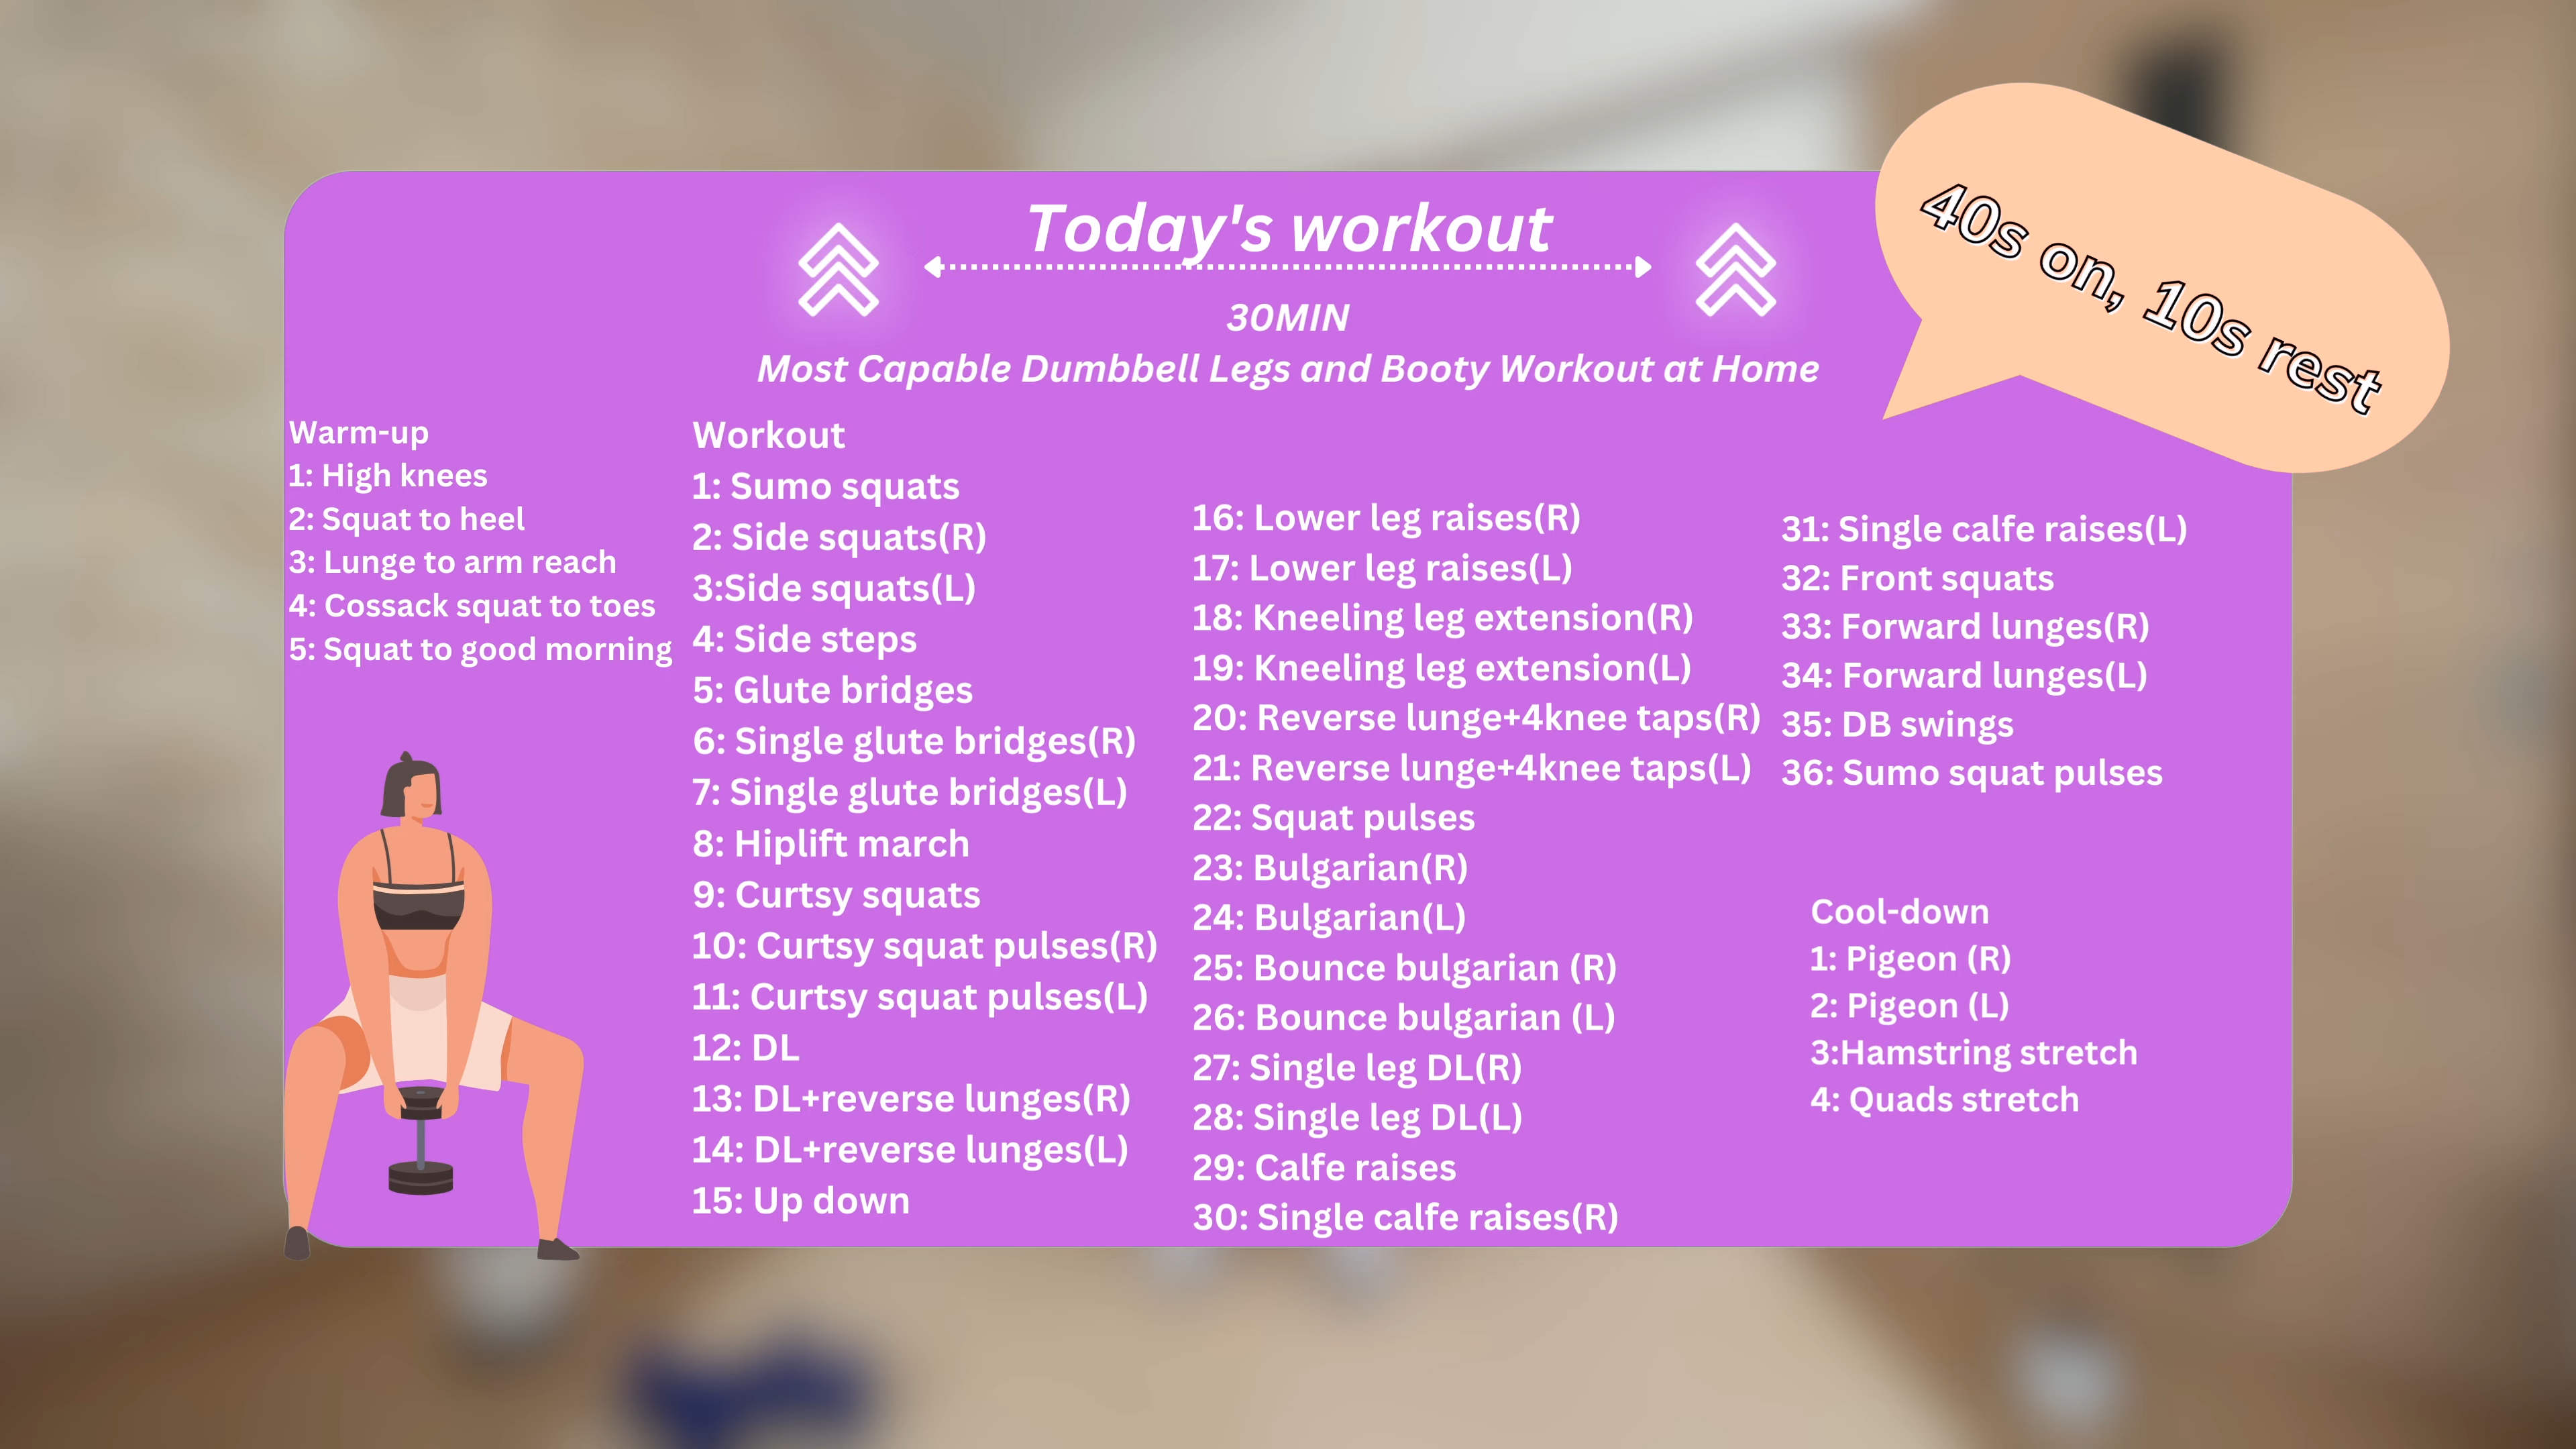 Today's workout
30MIN
Most Capable Dumbbell Legs and Booty Workout at Home
40s on, 10s rest
Warm-up
1: High knees
2: Squat to heel
3: Lunge to arm reach
4: Cossack squat to toes
5: Squat to good morning
Workout
1: Sumo squats
2: Side squats(R)
3:Side squats(L)
4: Side steps
5: Glute bridges
6: Single glute bridges(R)
7: Single glute bridges(L)
8: Hiplift march
9: Curtsy squats
10: Curtsy squat pulses(R)
11: Curtsy squat pulses(L)
12: DL
13: DL+reverse lunges(R)
14: DL+reverse lunges(L)
15: Up down
16: Lower leg raises(R)
17: Lower leg raises(L)
18: Kneeling leg extension(R)
19: Kneeling leg extension(L)
20: Reverse lunge+4knee taps(R)
21: Reverse lunge+4knee taps(L)
22: Squat pulses
23: Bulgarian(R)
24: Bulgarian(L)
25: Bounce bulgarian (R)
26: Bounce bulgarian (L)
27: Single leg DL(R)
28: Single leg DL(L)
29: Calfe raises
30: Single calfe raises(R)
31: Single calfe raises(L)
32: Front squats
33: Forward lunges(R)
34: Forward lunges(L)
35: DB swings
36: Sumo squat pulses
Cool-down
1: Pigeon (R)
2: Pigeon (L)
3:Hamstring stretch
4: Quads stretch